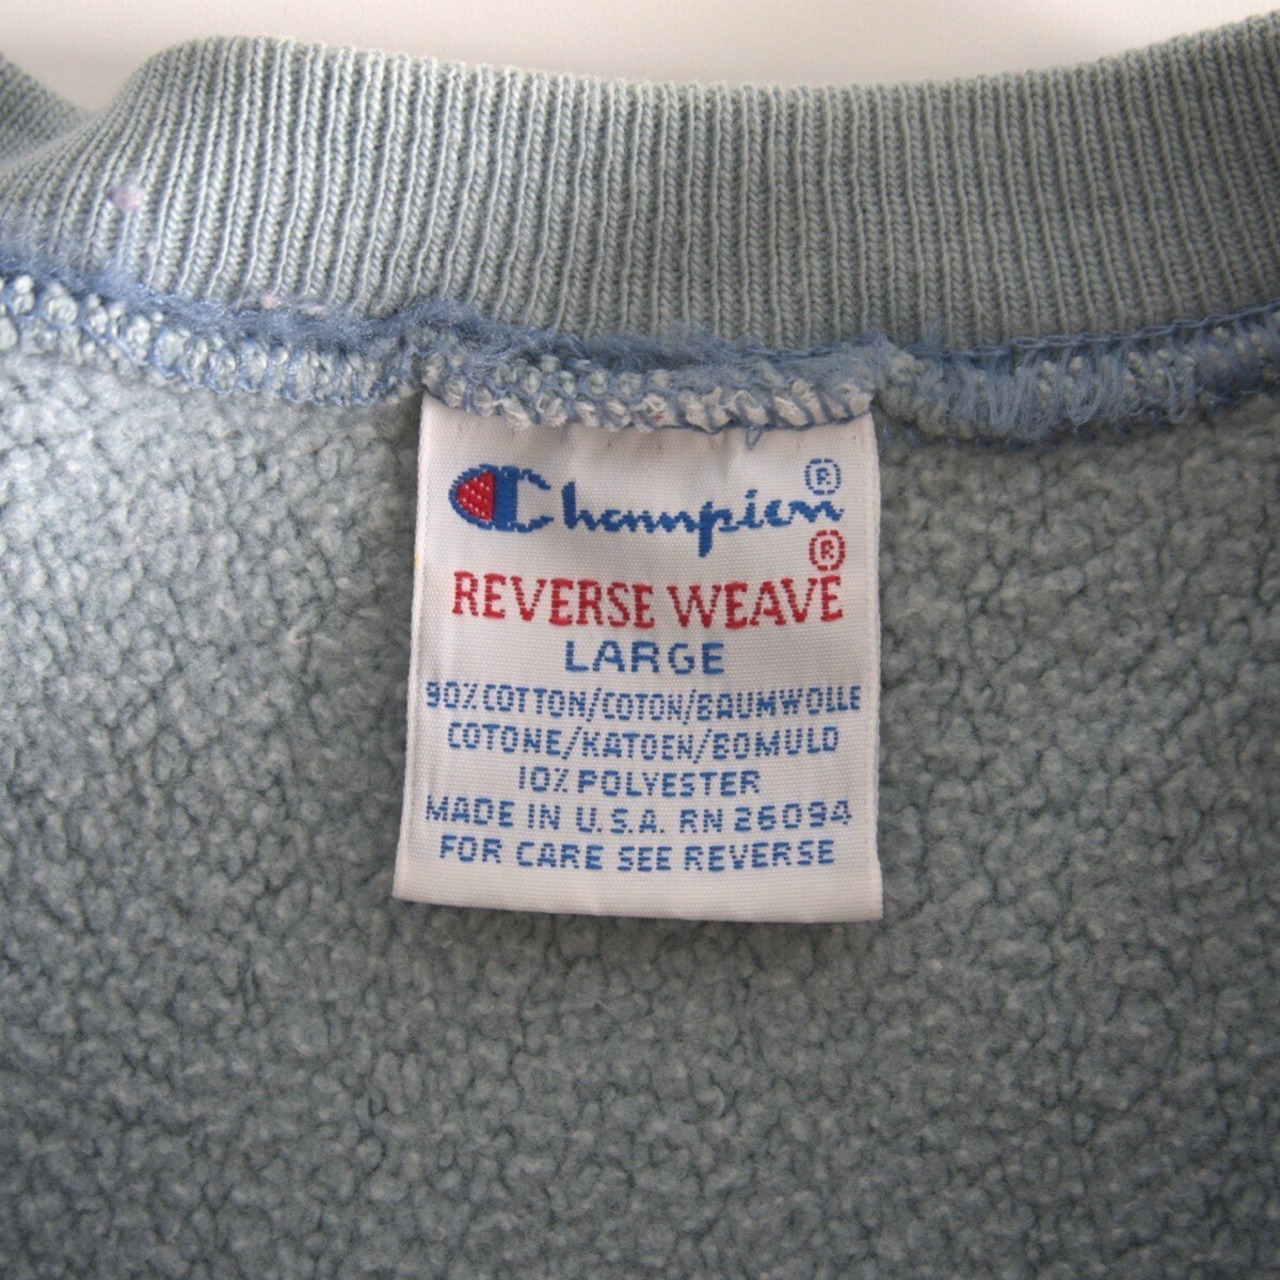 Champion ®
REVERSE WEAVE ®
LARGE
90% COTTON/COTON/BAUMWOLLE
COTONE/KATOEN/BOMULD
10% POLYESTER
MADE IN U.S.A. RN 26094
FOR CARE SEE REVERSE